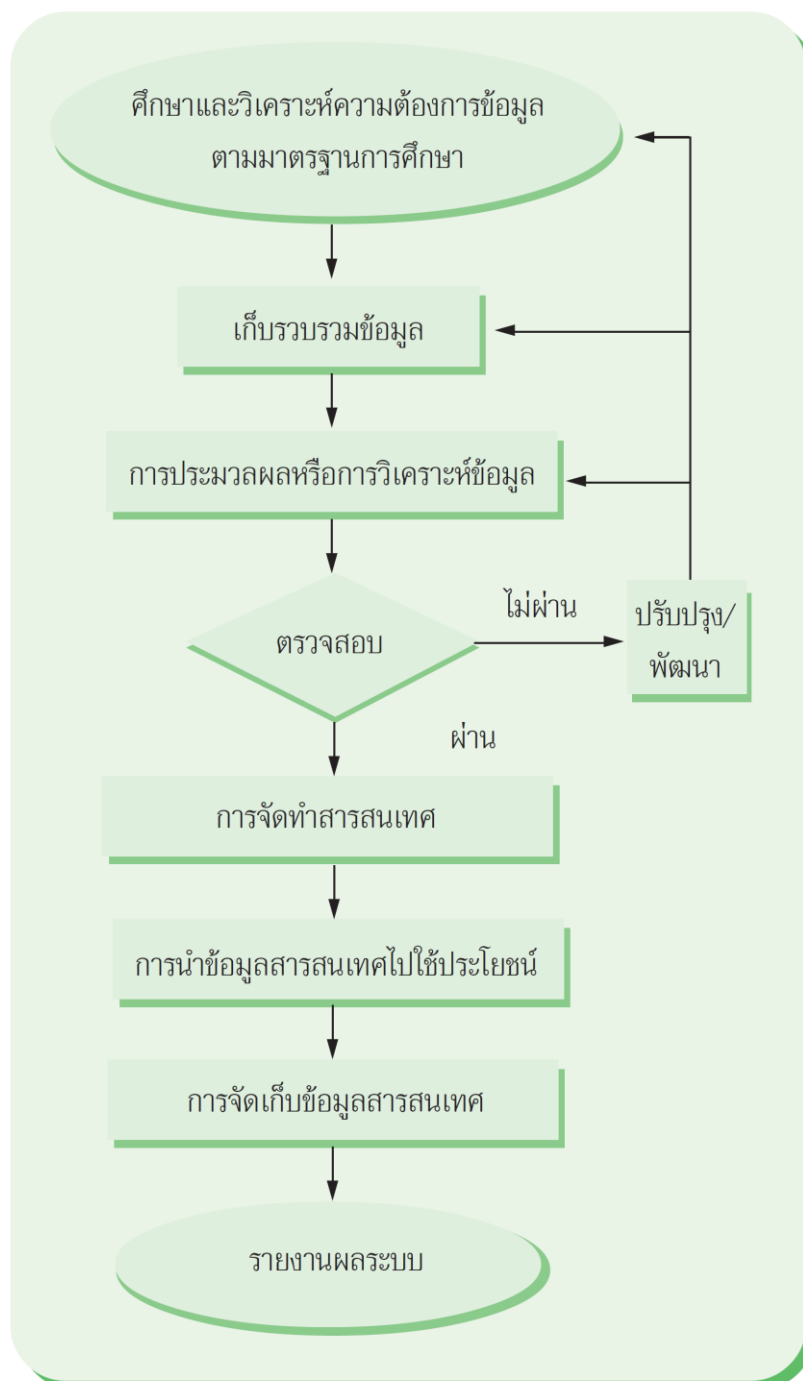 ศึกษาและวิเคราะห์ความต้องการข้อมูล
ตามมาตรฐานการศึกษา
เก็บรวบรวมข้อมูล
การประมวลผลหรือการวิเคราะห์ข้อมูล
ตรวจสอบ
ไม่ผ่าน
ปรับปรุง/
พัฒนา
ผ่าน
การจัดทำสารสนเทศ
การนำข้อมูลสารสนเทศไปใช้ประโยชน์
การจัดเก็บข้อมูลสารสนเทศ
รายงานผลระบบ